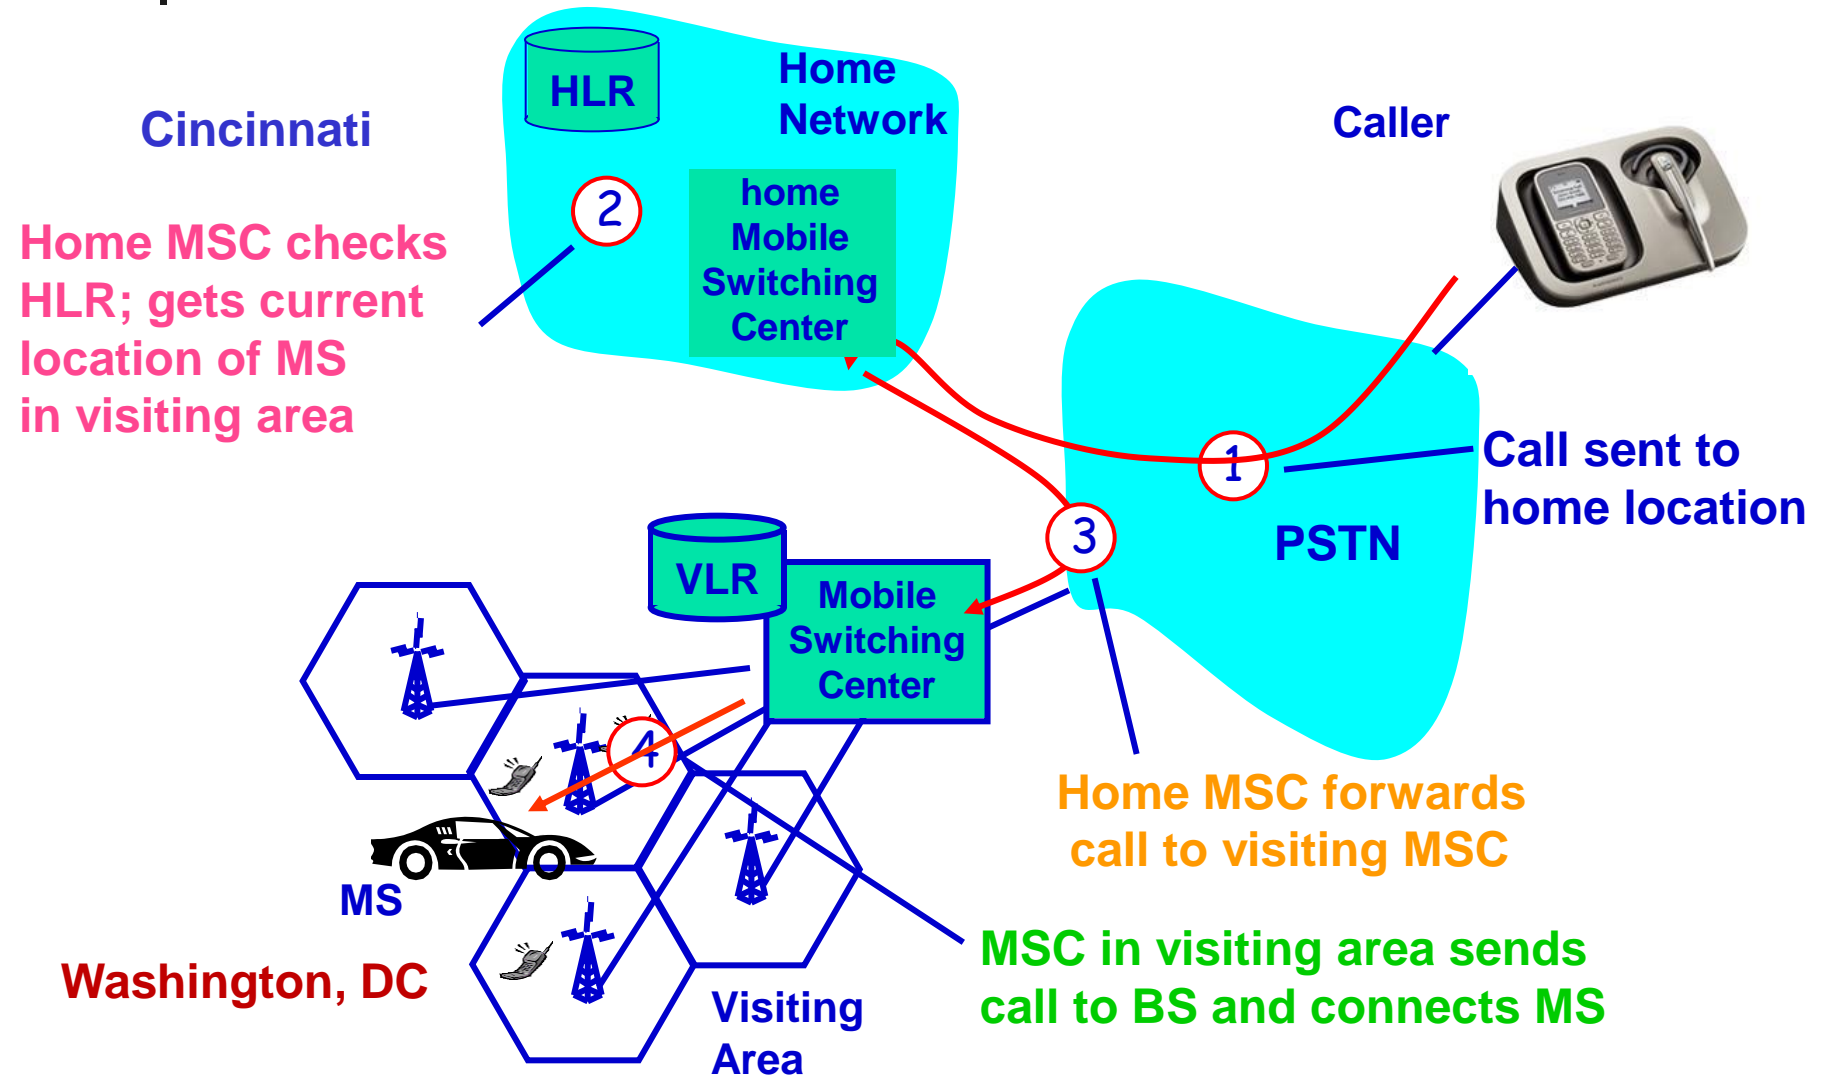 HLR
Home
Network
Cincinnati
Caller
2
home
Mobile
Switching
Center
Home MSC checks
HLR; gets current
location of MS
in visiting area
1
Call sent to
home location
PSTN
3
VLR
Mobile
Switching
Center
4
Home MSC forwards
call to visiting MSC
MS
MSC in visiting area sends
call to BS and connects MS
Washington, DC
Visiting
Area